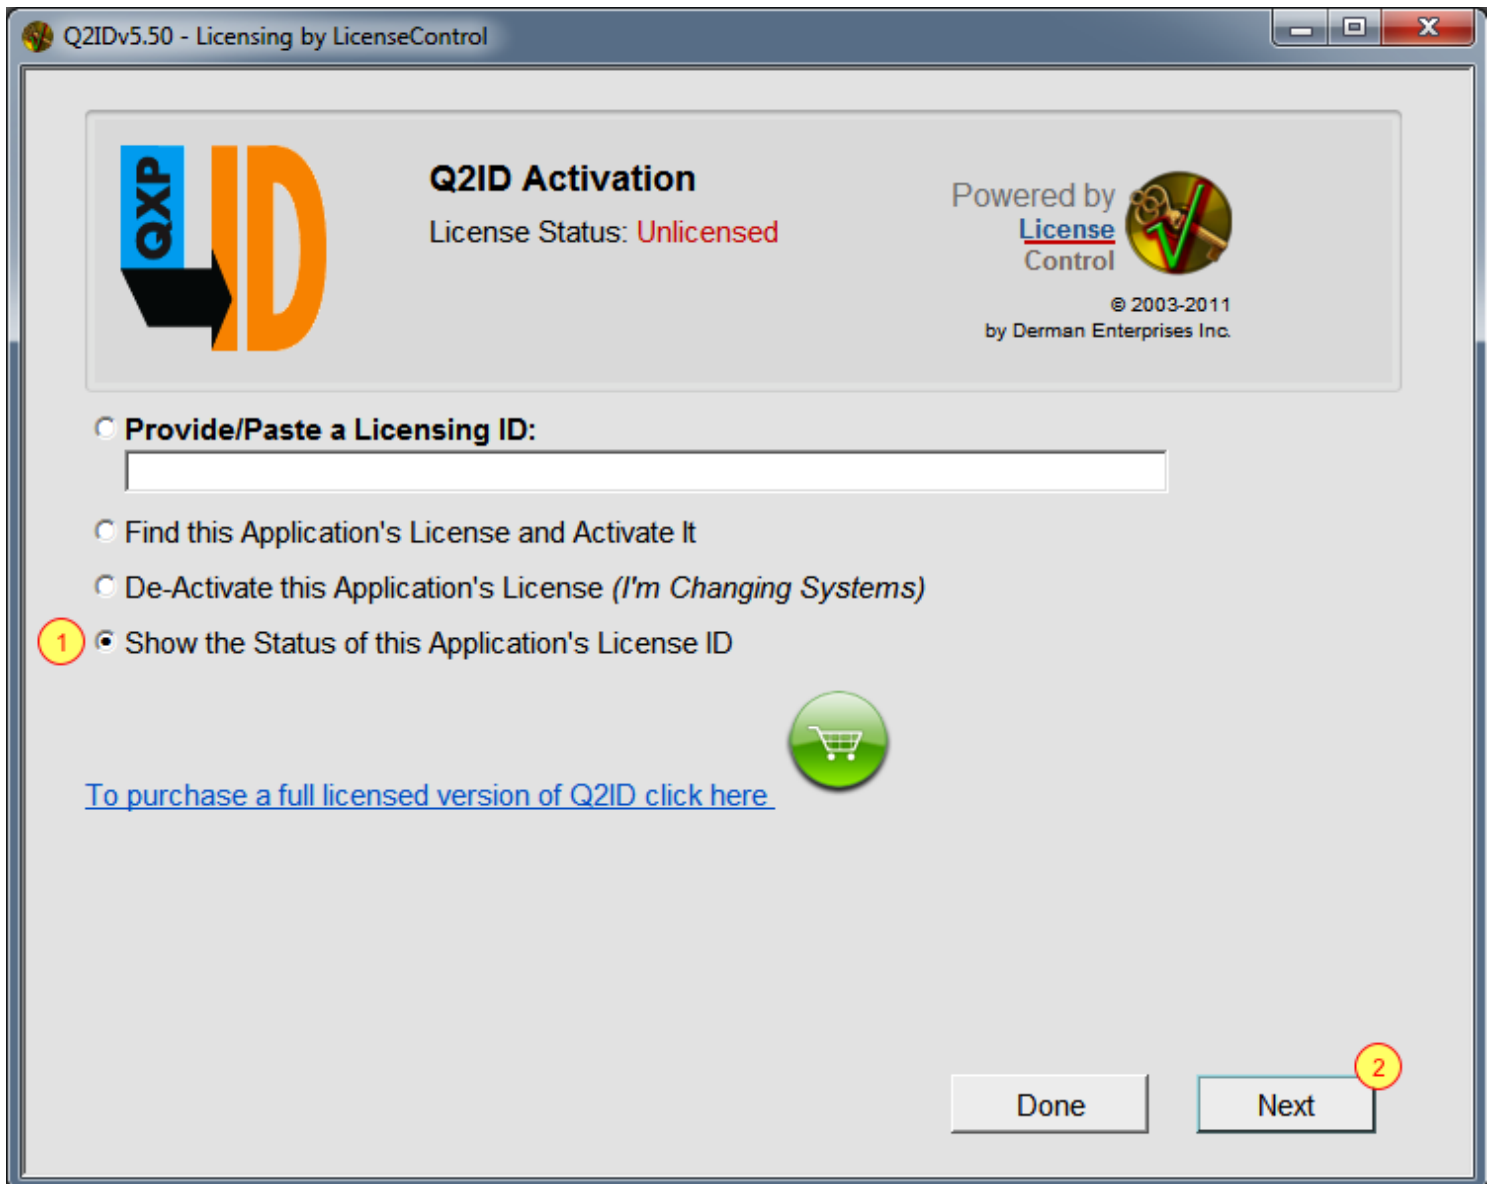 Q2IDv5.50 - Licensing by LicenseControl
QXP
ID
Q2ID Activation
License Status: Unlicensed
Powered by
License
Control
© 2003-2011
by Derman Enterprises Inc.
Provide/Paste a Licensing ID:
Find this Application's License and Activate It
De-Activate this Application's License (I'm Changing Systems)
1
Show the Status of this Application's License ID
To purchase a full licensed version of Q2ID click here
2
Done
Next